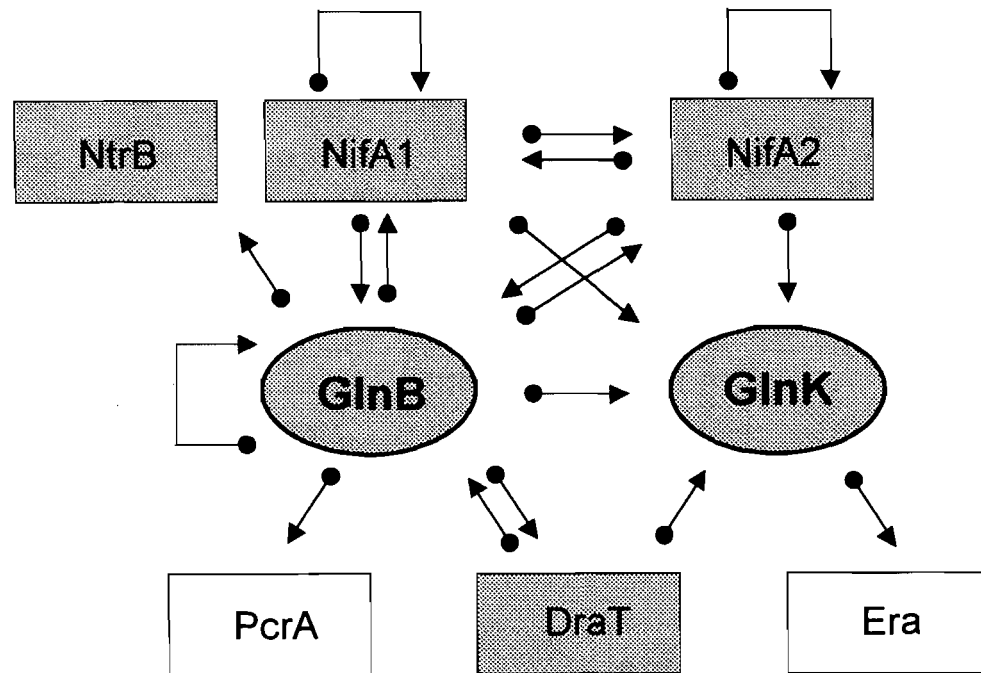 NtrB
NifA1
NifA2
GlnB
GlnK
PcrA
DraT
Era